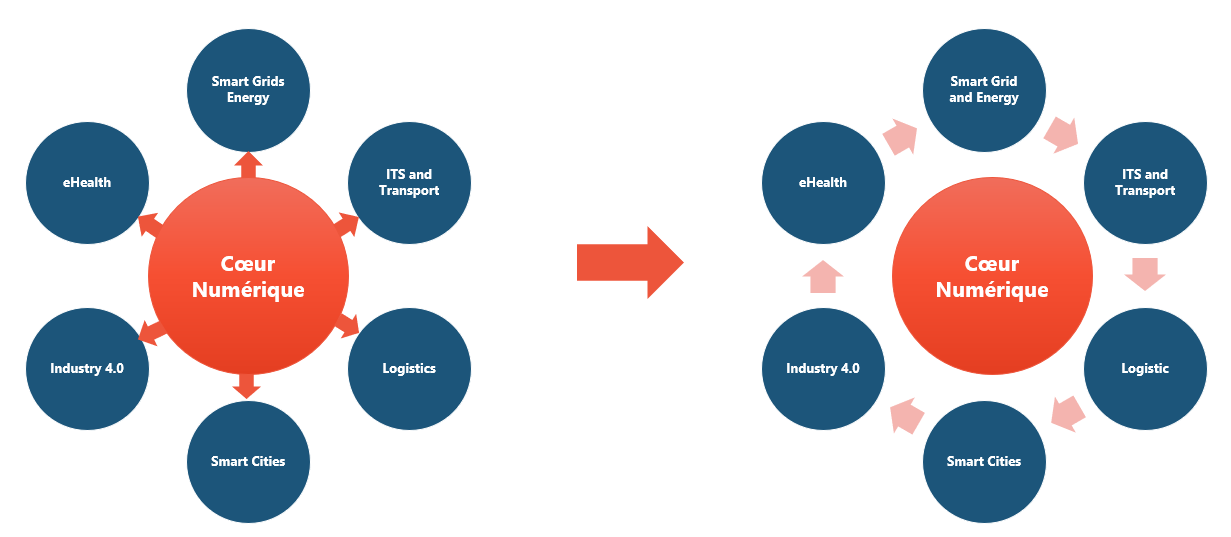 Smart Grids
Energy
eHealth
ITS and
Transport
Cœur
Numérique
Industry 4.0
Logistics
Smart Cities
Smart Grid
and Energy
eHealth
ITS and
Transport
Cœur
Numérique
Industry 4.0
Logistic
Smart Cities